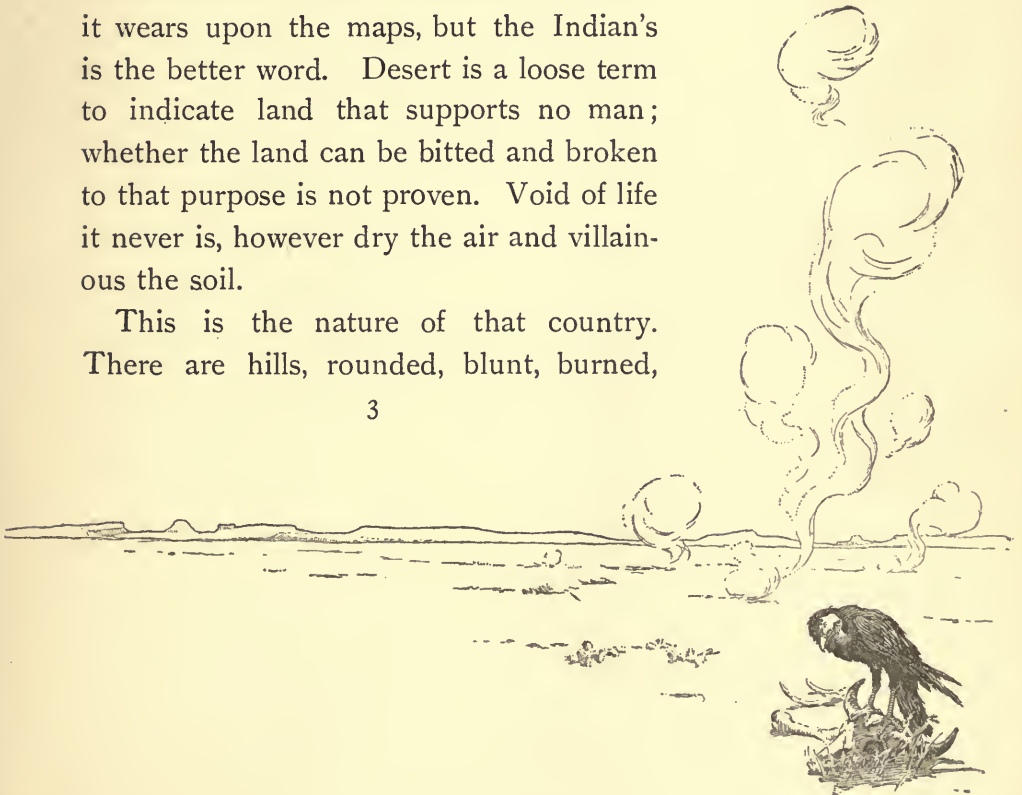 it wears upon the maps, but the Indian's
is the better word. Desert is a loose term
to indicate land that supports no man;
whether the land can be bitted and broken
to that purpose is not proven. Void of life
it never is, however dry the air and villain-
ous the soil.
This is the nature of that country.
There are hills, rounded, blunt, burned,
3